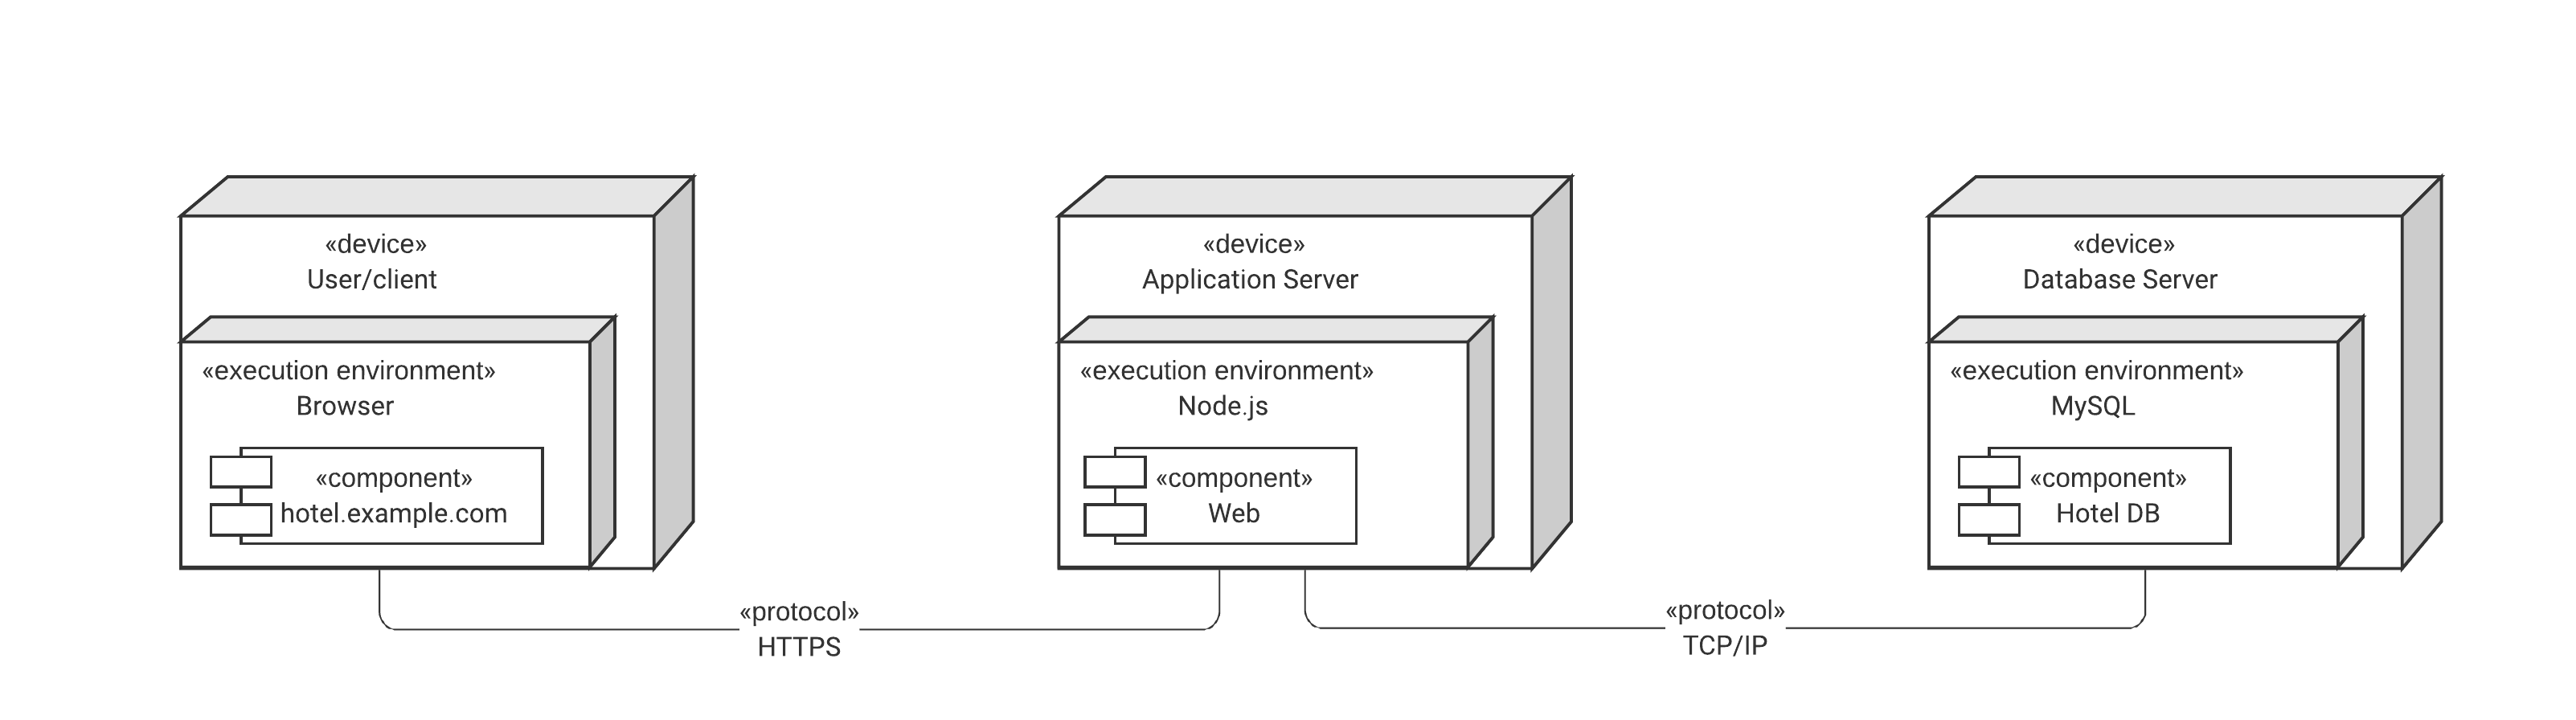 «device»
User/client
«execution environment»
Browser
«component»
hotel.example.com
«device»
Application Server
«execution environment»
Node.js
«component»
Web
«device»
Database Server
«execution environment»
MySQL
«component»
Hotel DB
«protocol»
HTTPS
«protocol»
TCP/IP